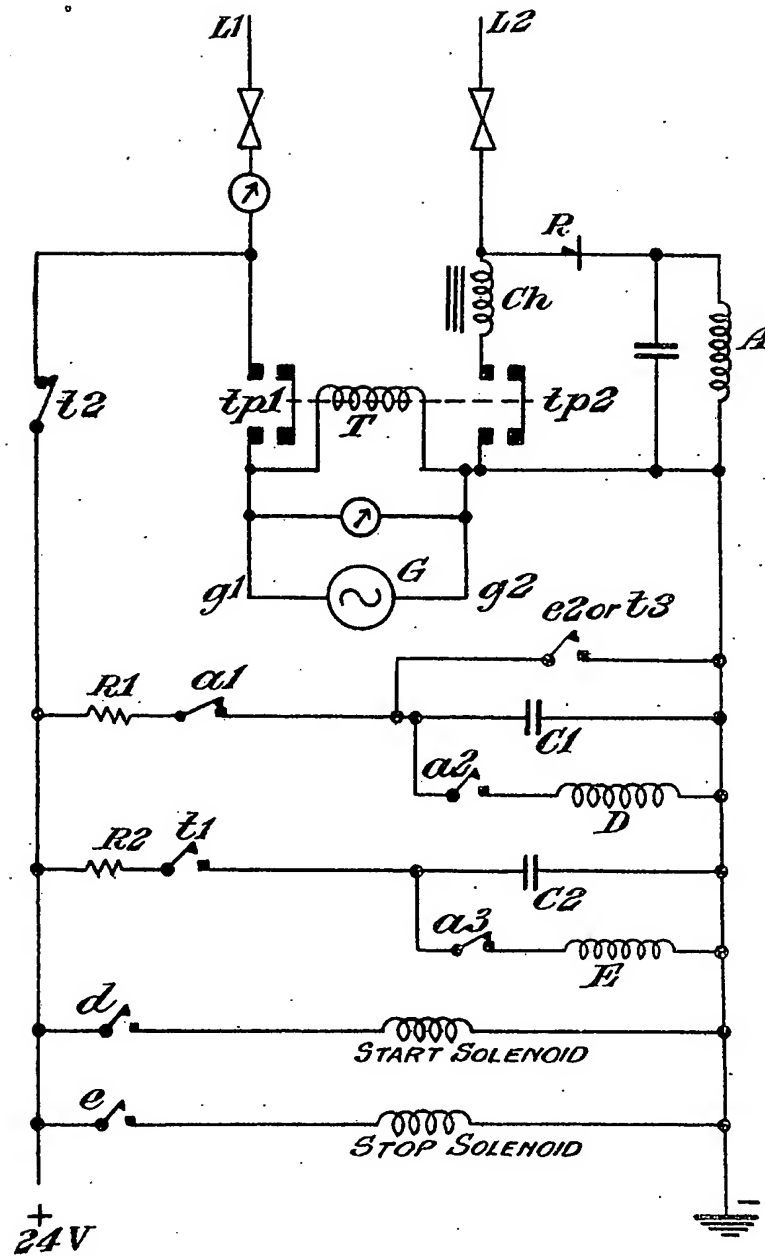 L1
L2
R
Ch
A
t2
tp1
T
tp2
g1
G
g2
e2 or t3
R1
a1
C1
a2
D
R2
t1
C2
a3
E
d
START SOLENOID
e
STOP SOLENOID
+
24V
−